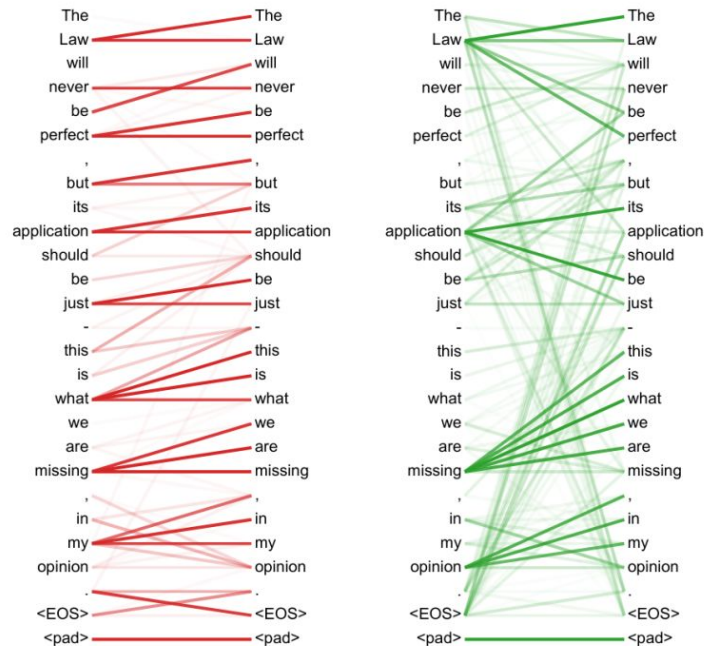 The The The The
Law Law Law Law
will will will will
never never never never
be be be be
perfect perfect perfect perfect
, , , ,
but but but but
its its its its
application application application application
should should should should
be be be be
just just just just
- - - -
this this this this
is is is is
what what what what
we we we we
are are are are
missing missing missing missing
, , , ,
in in in in
my my my my
opinion opinion opinion opinion
. . . .
<EOS> <EOS> <EOS> <EOS>
<pad> <pad> <pad> <pad>